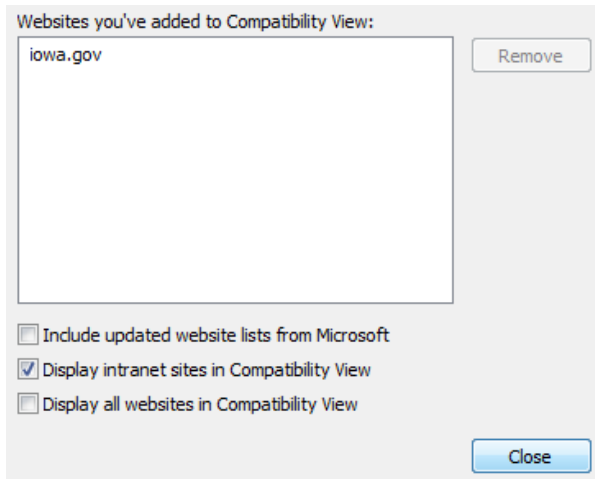 Websites you've added to Compatibility View:
iowa.gov
Remove
Include updated website lists from Microsoft
Display intranet sites in Compatibility View
Display all websites in Compatibility View
Close